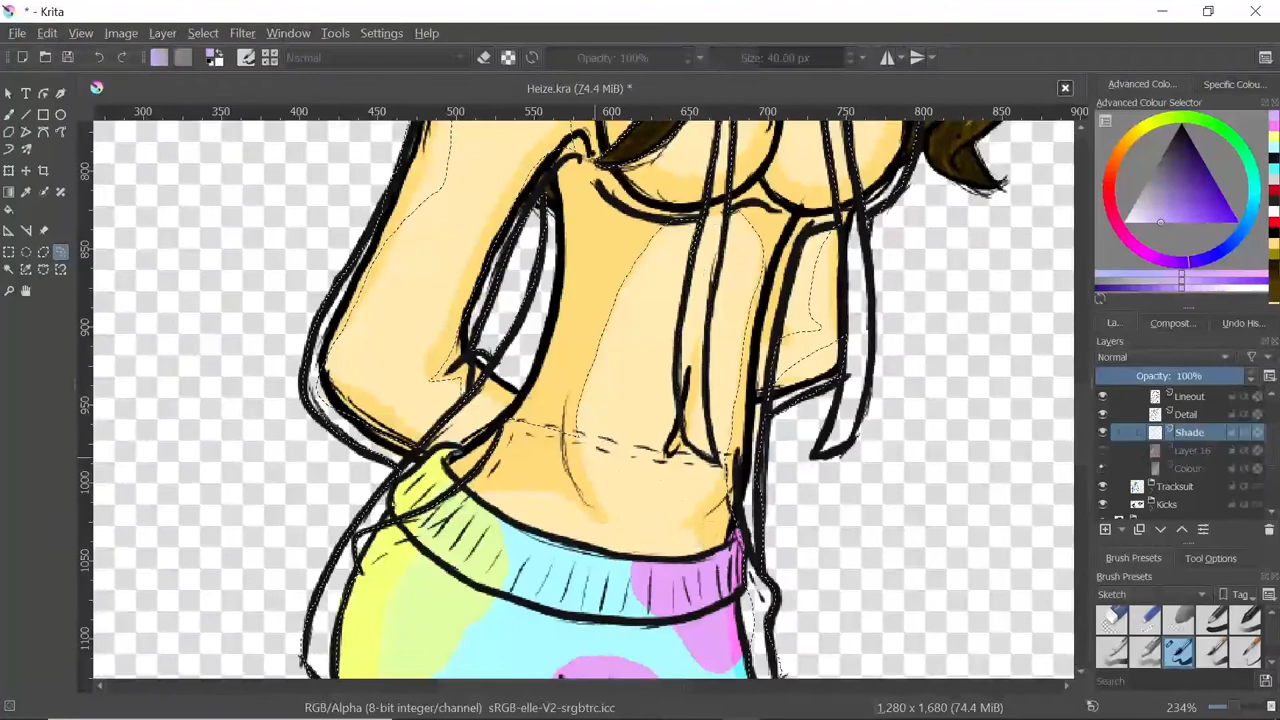 * - Krita
File Edit View Image Layer Select Filter Tools Window Settings Help
Normal Opacity: 100% Size: 40.00 px
Heize.kra (74.4 MiB) *
Advanced Colo... Specific Colou...
Advanced Colour Selector
300 350 400 450 500 550 600 650 700 750 800 850 900
800
850
900
950
1000
1050
1100
La... Composit... Undo His...
Layers
Normal
Opacity: 100%
Lineout
Detail
Shade
Layer 16
Colour
Tracksuit
Kicks
Brush Presets Tool Options
Brush Presets
Sketch Tag
Search
RGB/Alpha (8-bit integer/channel) sRGB-elle-V2-srgbtrc.icc 1,280 x 1,680 (74.4 MiB) 234%